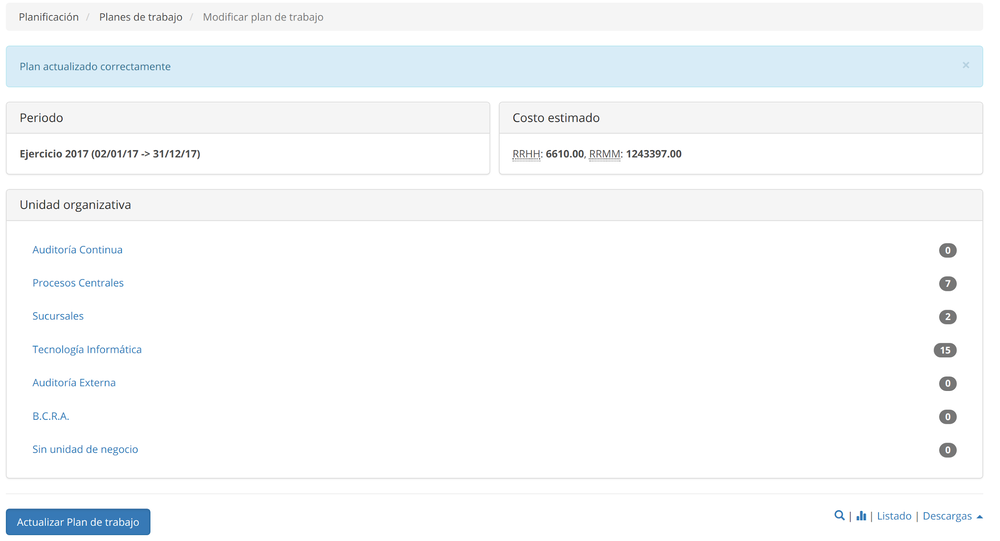 Planificación / Planes de trabajo / Modificar plan de trabajo
Plan actualizado correctamente ×
Periodo
Ejercicio 2017 (02/01/17 -> 31/12/17)
Costo estimado
RRHH: 6610.00, RRMM: 1243397.00
Unidad organizativa
Auditoría Continua 0
Procesos Centrales 7
Sucursales 2
Tecnología Informática 15
Auditoría Externa 0
B.C.R.A. 0
Sin unidad de negocio 0
Actualizar Plan de trabajo
| | Listado | Descargas